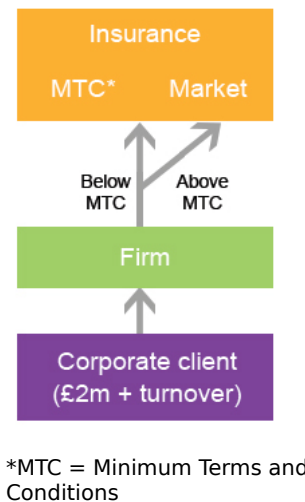 Insurance
MTC* Market
Below Above
MTC MTC
Firm
Corporate client
(£2m + turnover)
*MTC = Minimum Terms and
Conditions